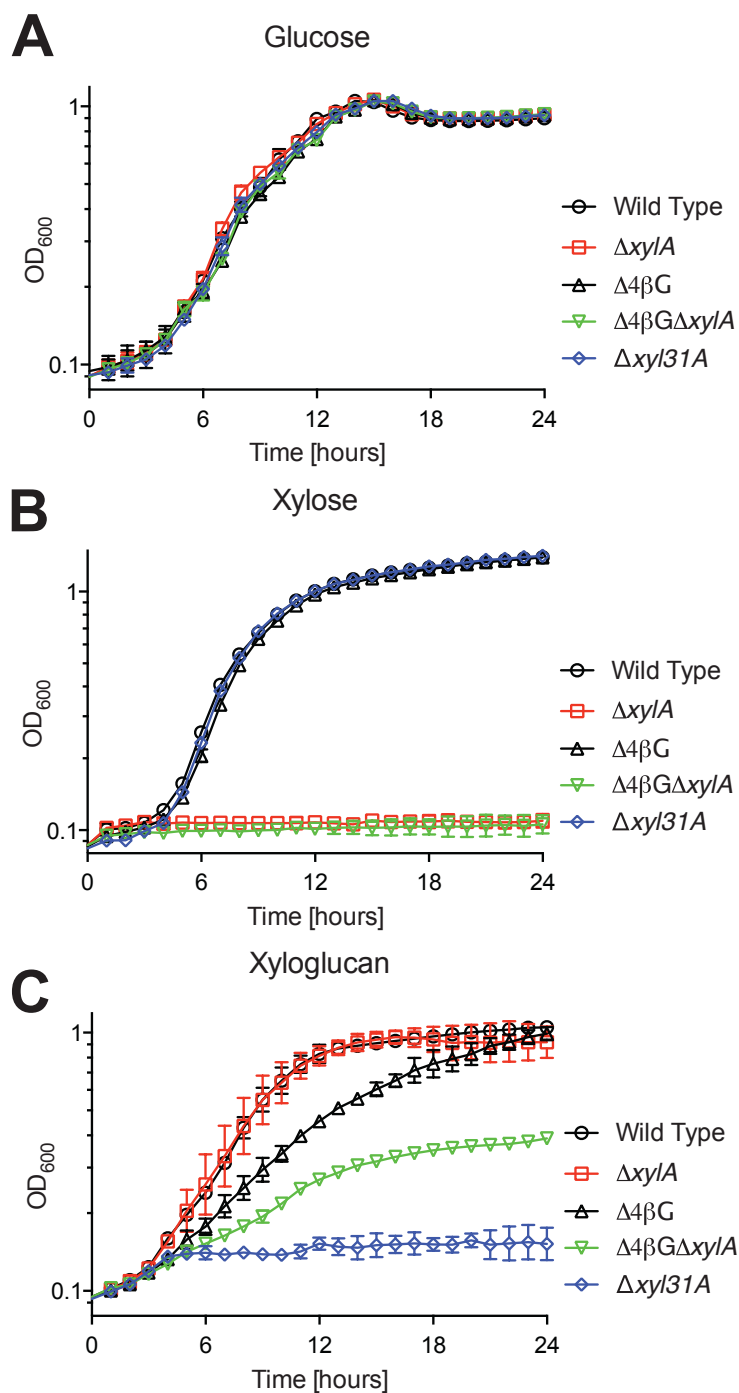 A
Glucose
1
0.1
OD600
0 6 12 18 24
Time [hours]
Wild Type
ΔxylA
Δ4βG
Δ4βGΔxylA
Δxyl31A
B
Xylose
1
0.1
OD600
0 6 12 18 24
Time [hours]
Wild Type
ΔxylA
Δ4βG
Δ4βGΔxylA
Δxyl31A
C
Xyloglucan
1
0.1
OD600
0 6 12 18 24
Time [hours]
Wild Type
ΔxylA
Δ4βG
Δ4βGΔxylA
Δxyl31A